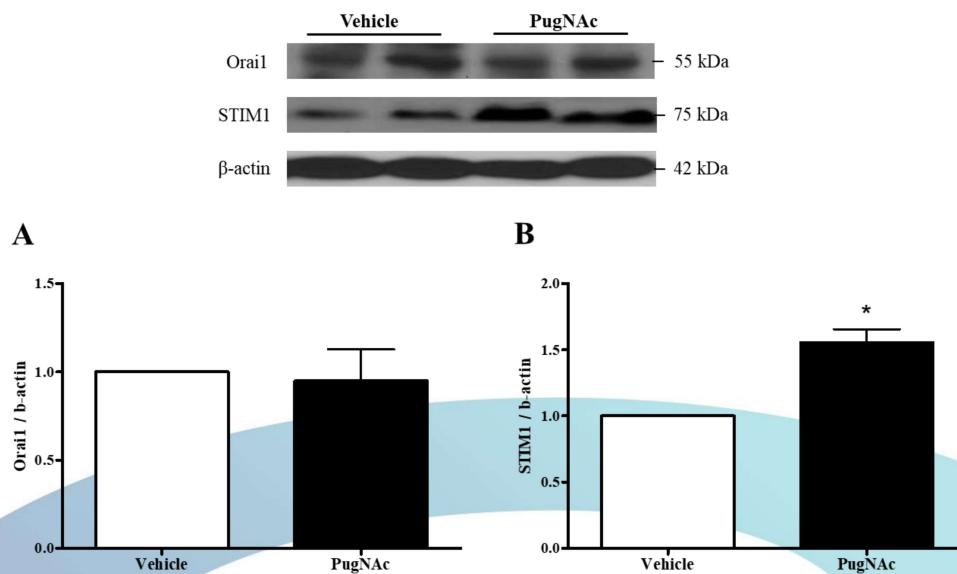 Vehicle PugNAc
Orai1 55 kDa
STIM1 75 kDa
β-actin 42 kDa
A B
1.5
1.0
0.5
0.0
Orai1 / b-actin
Vehicle PugNAc
2.0
1.5
1.0
0.5
0.0
STIM1 / b-actin
*
Vehicle PugNAc